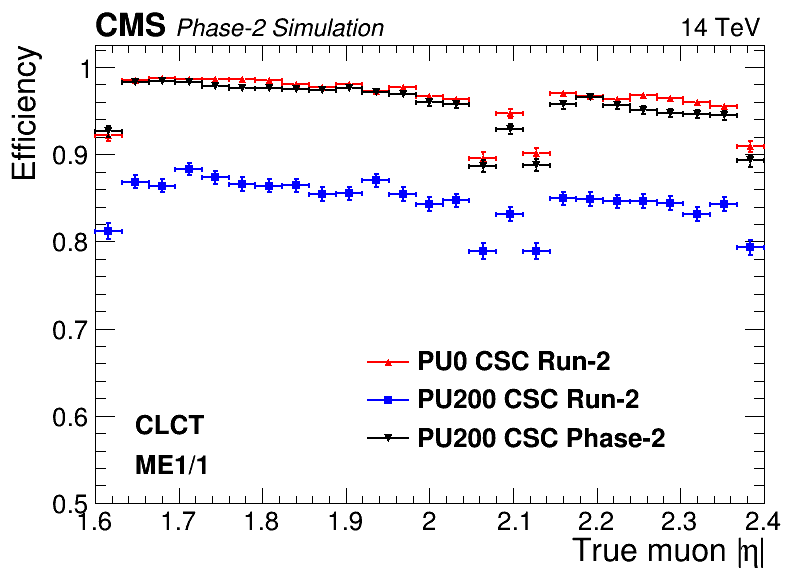 CMS Phase-2 Simulation 14 TeV
Efficiency
1
0.9
0.8
0.7
0.6
0.5
PU0 CSC Run-2
PU200 CSC Run-2
PU200 CSC Phase-2
CLCT
ME1/1
1.6 1.7 1.8 1.9 2 2.1 2.2 2.3 2.4
True muon |η|